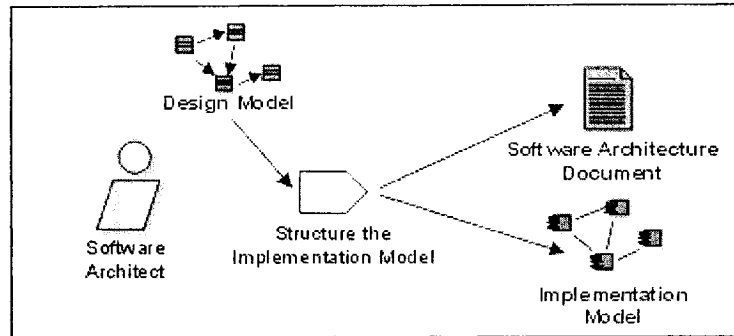 Design Model
Software Architecture
Document
Software
Architect
Structure the
Implementation Model
Implementation
Model